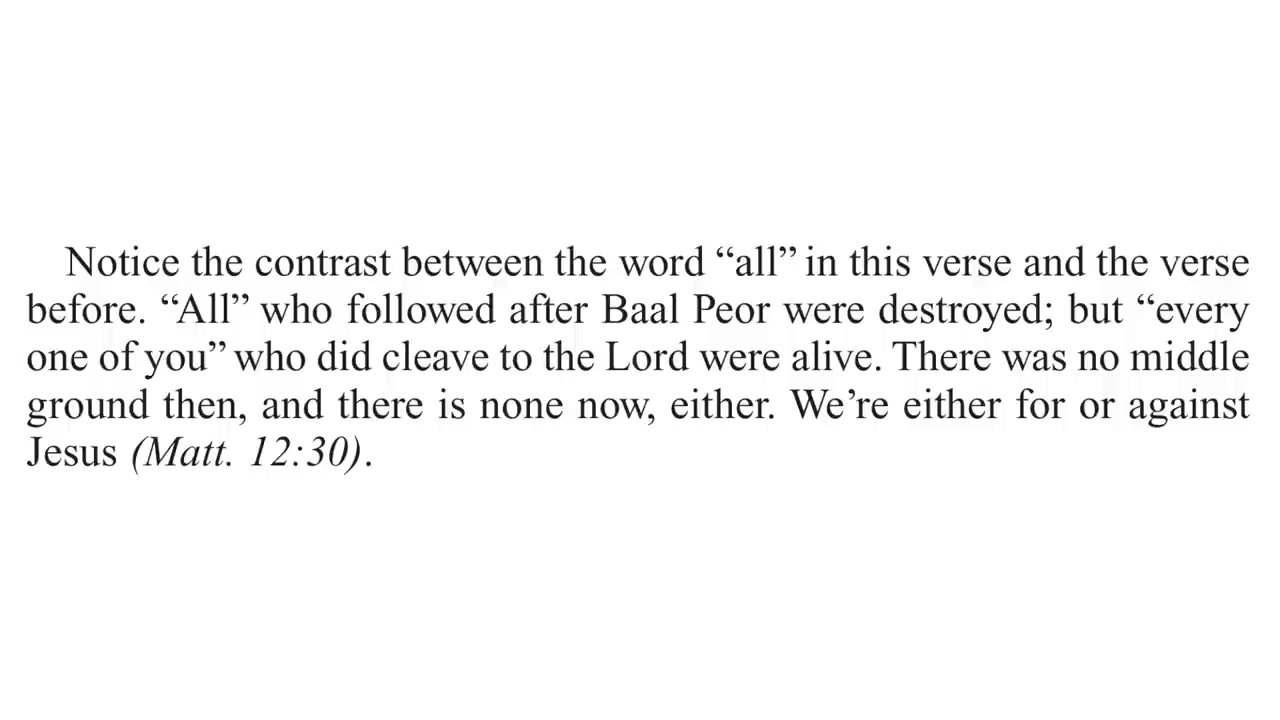 Notice the contrast between the word “all” in this verse and the verse
before. “All” who followed after Baal Peor were destroyed; but “every
one of you” who did cleave to the Lord were alive. There was no middle
ground then, and there is none now, either. We’re either for or against
Jesus (Matt. 12:30).